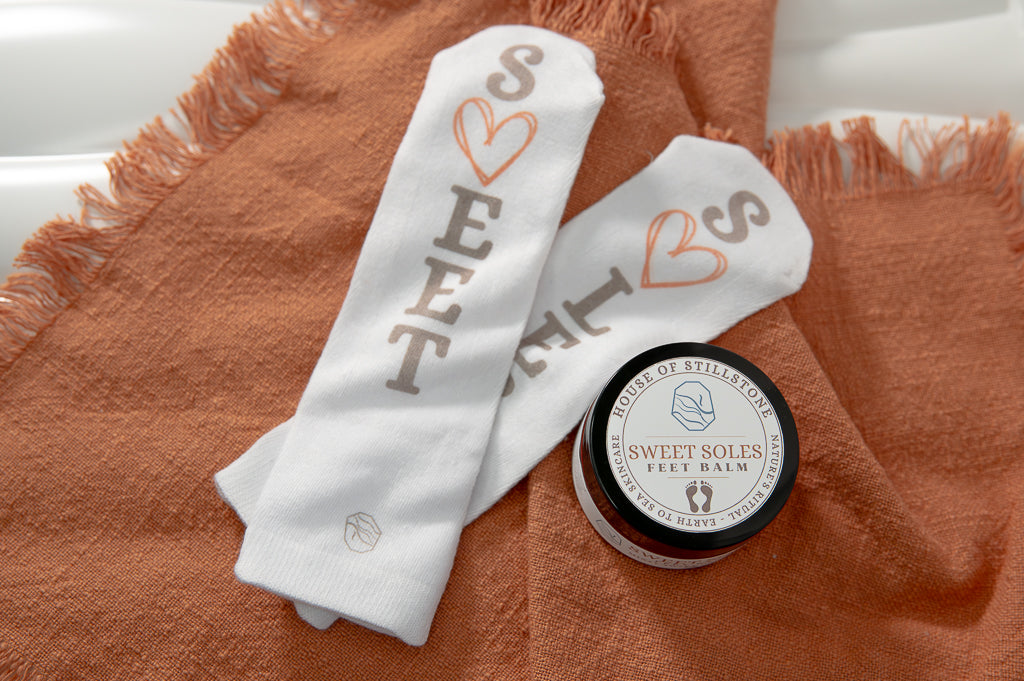 S♥EET
S♥LES
HOUSE OF STILLSTONE
SWEET SOLES
FEET BALM
NATURE'S RITUAL - EARTH TO SEA SKINCARE